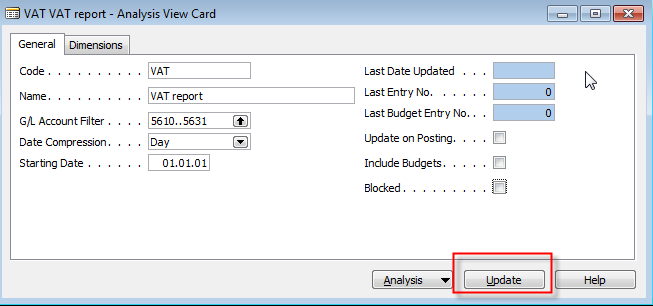 VAT VAT report - Analysis View Card
General Dimensions
Code . . . . . . . . . . VAT
Name. . . . . . . . . . VAT report
G/L Account Filter . . . . 5610..5631
Date Compression. . . . Day
Starting Date . . . . . . 01.01.01
Last Date Updated . . .
Last Entry No. . . . . . 0
Last Budget Entry No. . . 0
Update on Posting. . . .
Include Budgets. . . . .
Blocked . . . . . . . . .
Analysis Update Help